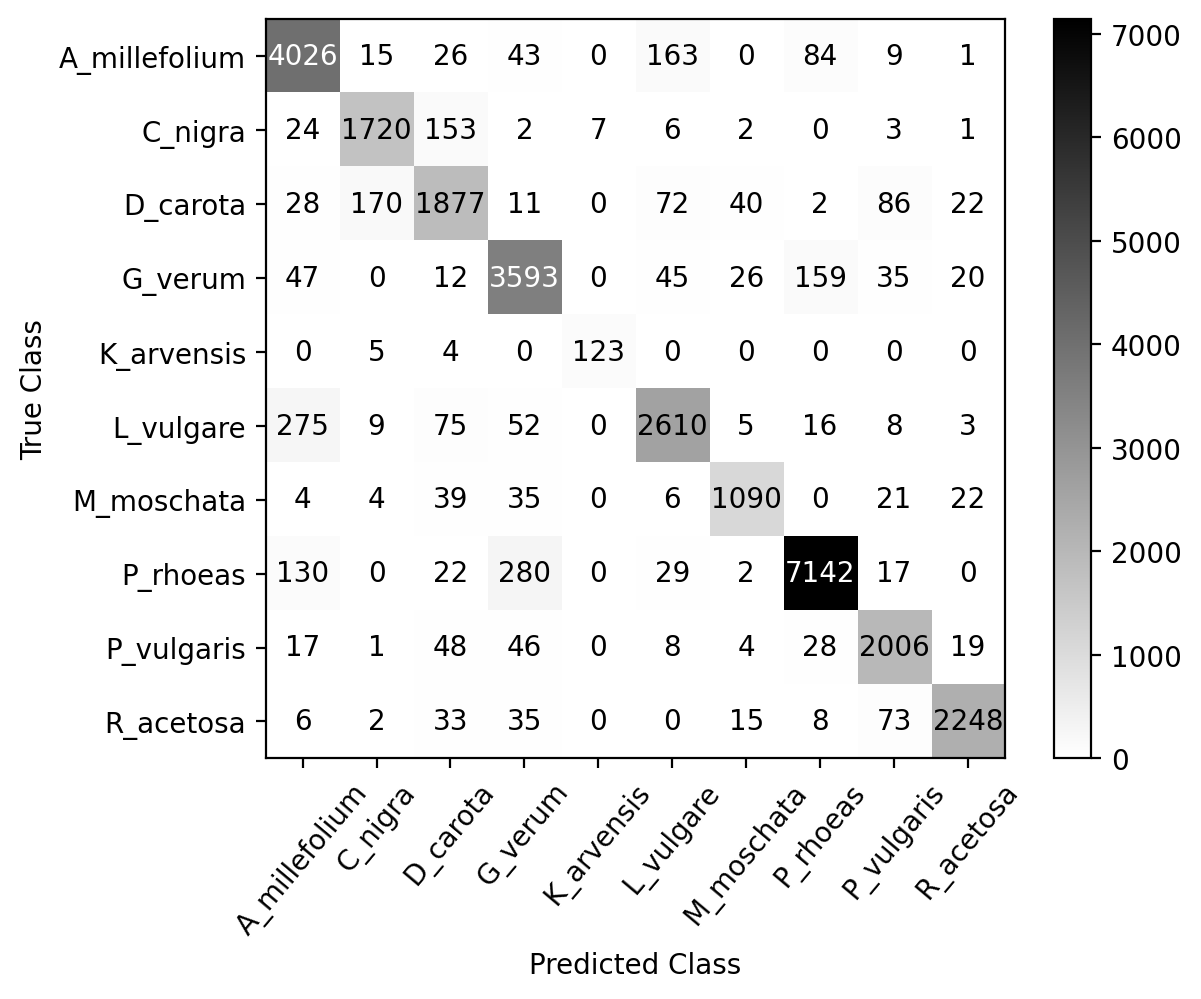 A_millefolium 4026 15 26 43 0 163 0 84 9 1
C_nigra 24 1720 153 2 7 6 2 0 3 1
D_carota 28 170 1877 11 0 72 40 2 86 22
G_verum 47 0 12 3593 0 45 26 159 35 20
K_arvensis 0 5 4 0 123 0 0 0 0 0
L_vulgare 275 9 75 52 0 2610 5 16 8 3
M_moschata 4 4 39 35 0 6 1090 0 21 22
P_rhoeas 130 0 22 280 0 29 2 7142 17 0
P_vulgaris 17 1 48 46 0 8 4 28 2006 19
R_acetosa 6 2 33 35 0 0 15 8 73 2248
True Class
A_millefolium C_nigra D_carota G_verum K_arvensis L_vulgare M_moschata P_rhoeas P_vulgaris R_acetosa
Predicted Class
7000
6000
5000
4000
3000
2000
1000
0